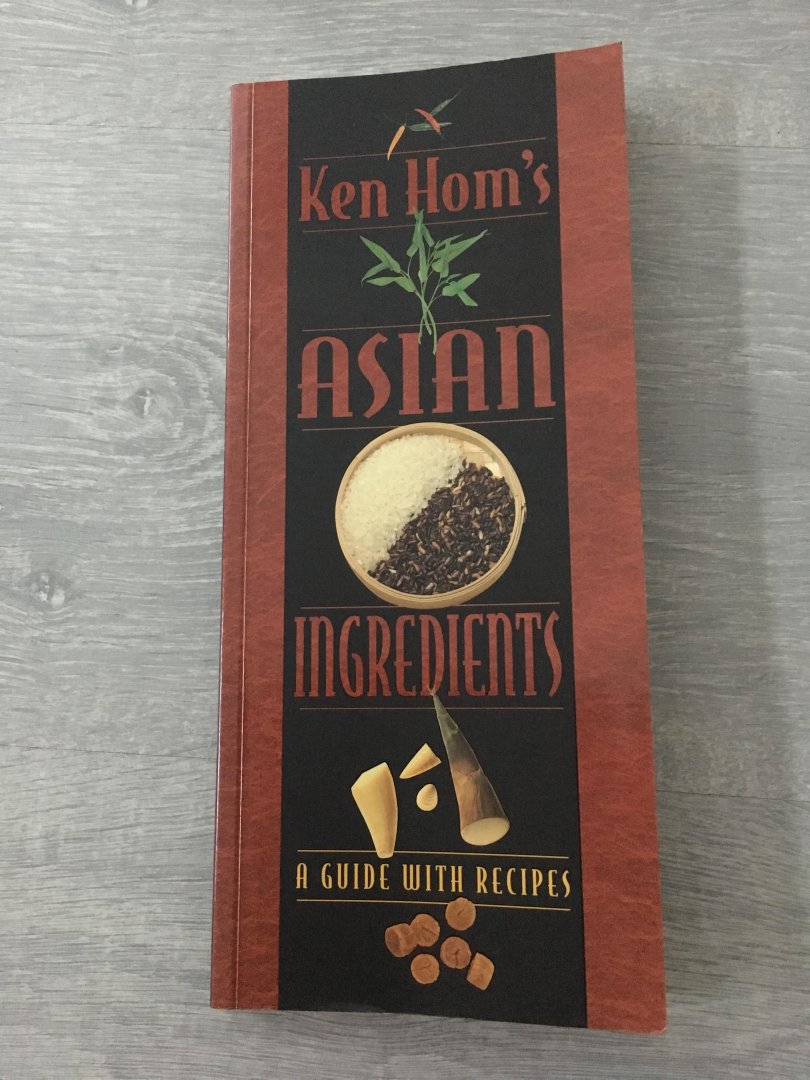 Ken Hom's
ASIAN
INGREDIENTS
A GUIDE WITH RECIPES